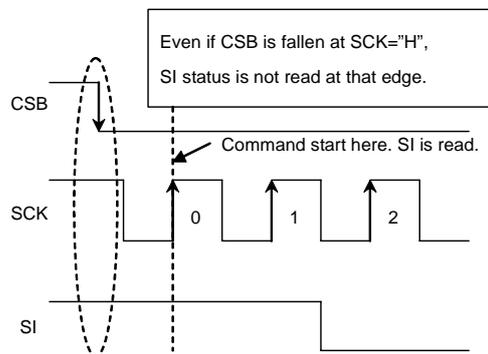 Even if CSB is fallen at SCK="H",
SI status is not read at that edge.
CSB
Command start here. SI is read.
SCK
0 1 2
SI